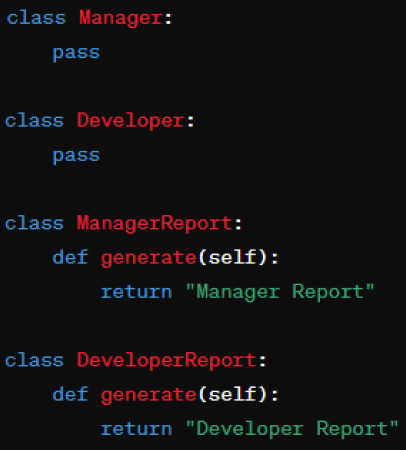 class Manager:
    pass

class Developer:
    pass

class ManagerReport:
    def generate(self):
        return "Manager Report"

class DeveloperReport:
    def generate(self):
        return "Developer Report"